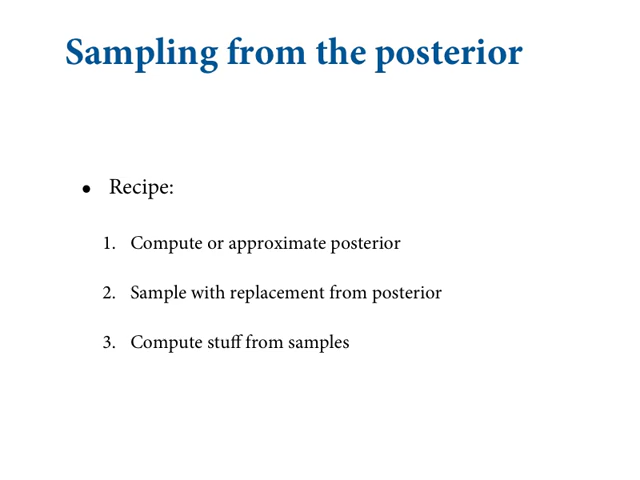 Sampling from the posterior
• Recipe:
1. Compute or approximate posterior
2. Sample with replacement from posterior
3. Compute stuff from samples